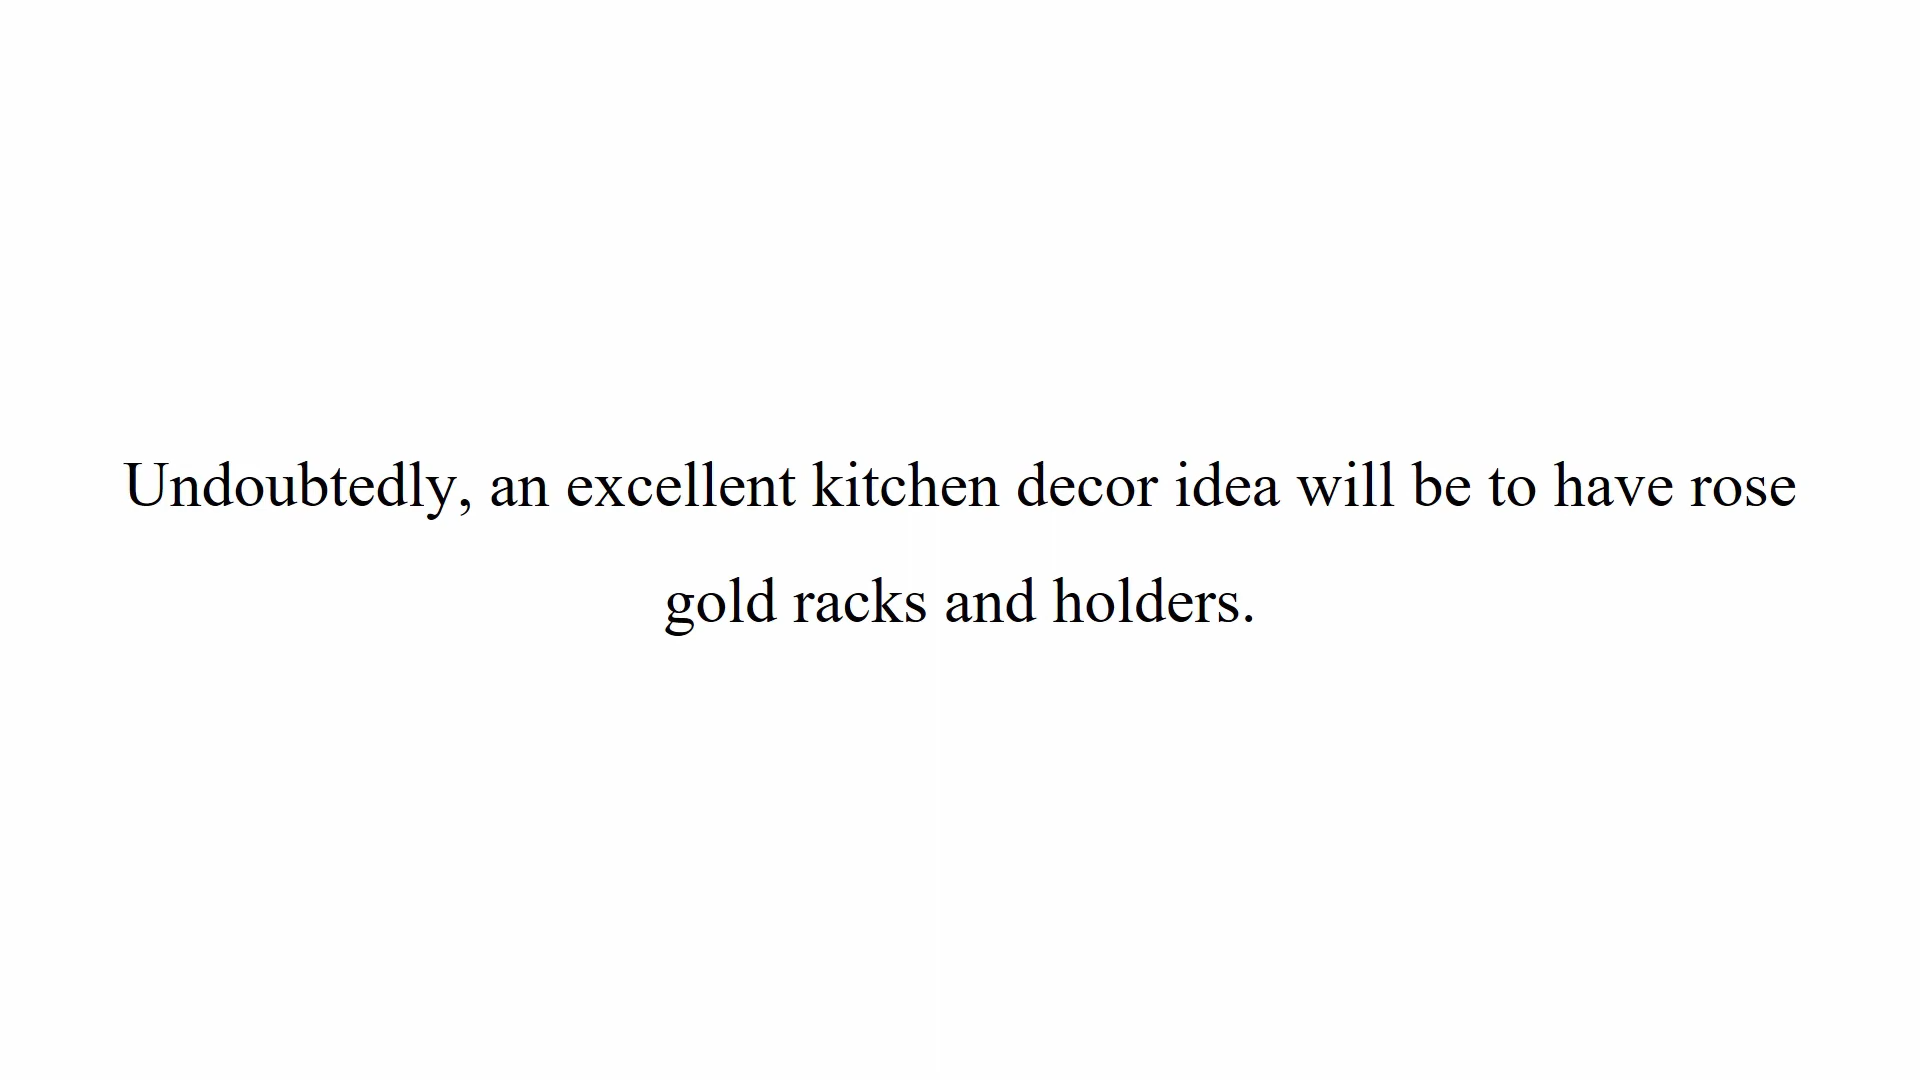 Undoubtedly, an excellent kitchen decor idea will be to have rose
gold racks and holders.